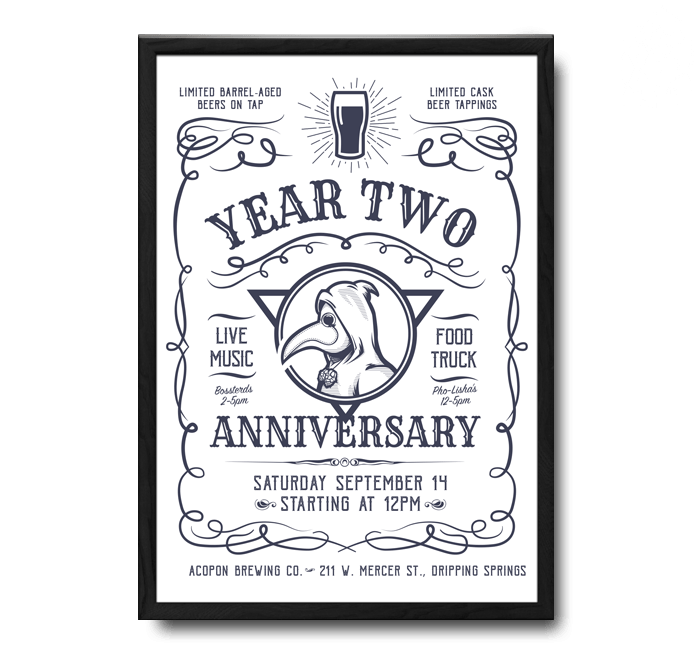 LIMITED BARREL-AGED
BEERS ON TAP
LIMITED CASK
BEER TAPPINGS
YEAR TWO
LIVE
MUSIC
Bossterds
2-5pm
FOOD
TRUCK
Pho-Lisha's
12-5pm
ANNIVERSARY
SATURDAY SEPTEMBER 14
STARTING AT 12PM
ACOPON BREWING CO. 211 W. MERCER ST., DRIPPING SPRINGS